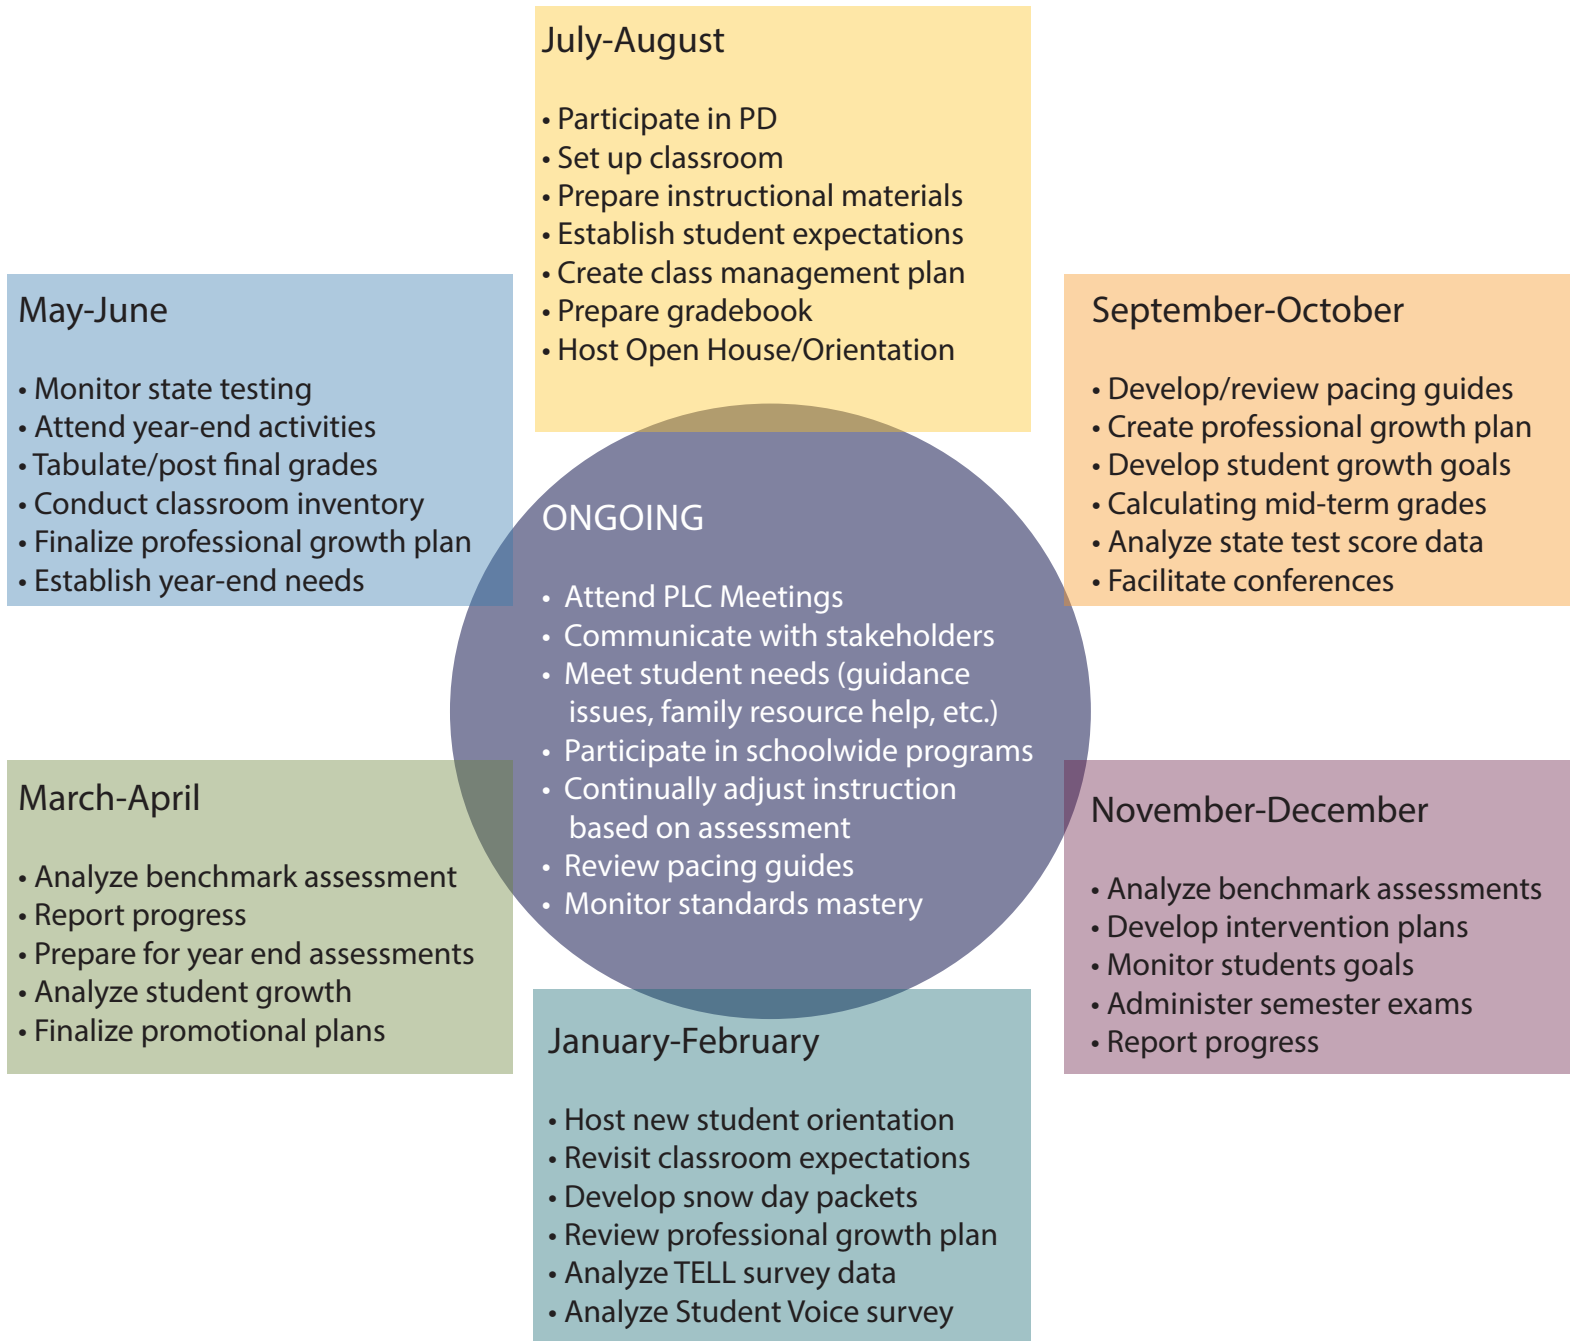 July-August
• Participate in PD
• Set up classroom
• Prepare instructional materials
• Establish student expectations
• Create class management plan
• Prepare gradebook
• Host Open House/Orientation
May-June
• Monitor state testing
• Attend year-end activities
• Tabulate/post final grades
• Conduct classroom inventory
• Finalize professional growth plan
• Establish year-end needs
September-October
• Develop/review pacing guides
• Create professional growth plan
• Develop student growth goals
• Calculating mid-term grades
• Analyze state test score data
• Facilitate conferences
ONGOING
• Attend PLC Meetings
• Communicate with stakeholders
• Meet student needs (guidance
issues, family resource help, etc.)
• Participate in schoolwide programs
• Continually adjust instruction
based on assessment
• Review pacing guides
• Monitor standards mastery
March-April
• Analyze benchmark assessment
• Report progress
• Prepare for year end assessments
• Analyze student growth
• Finalize promotional plans
November-December
• Analyze benchmark assessments
• Develop intervention plans
• Monitor students goals
• Administer semester exams
• Report progress
January-February
• Host new student orientation
• Revisit classroom expectations
• Develop snow day packets
• Review professional growth plan
• Analyze TELL survey data
• Analyze Student Voice survey